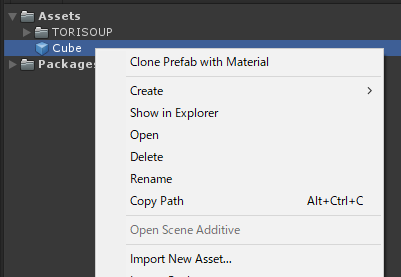 Assets
TORISOUP
Cube
Packages
Clone Prefab with Material
Create
Show in Explorer
Open
Delete
Rename
Copy Path Alt+Ctrl+C
Open Scene Additive
Import New Asset...